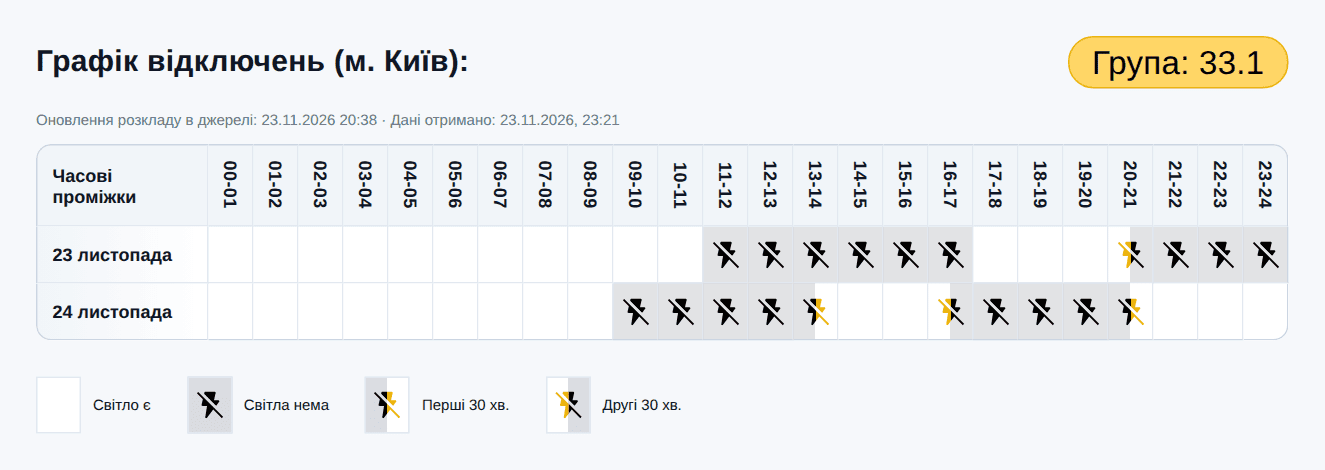 Графік відключень (м. Київ):
Група: 33.1
Оновлення розкладу в джерелі: 23.11.2026 20:38 · Дані отримано: 23.11.2026, 23:21
Часові
проміжки
00-01
01-02
02-03
03-04
04-05
05-06
06-07
07-08
08-09
09-10
10-11
11-12
12-13
13-14
14-15
15-16
16-17
17-18
18-19
19-20
20-21
21-22
22-23
23-24
23 листопада
24 листопада
Світло є
Світла нема
Перші 30 хв.
Другі 30 хв.